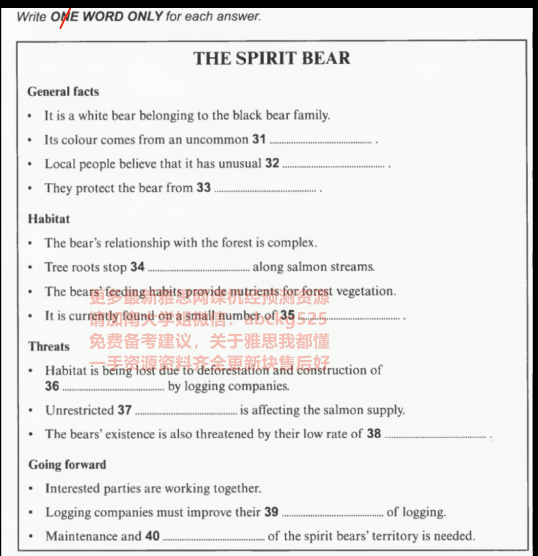 Write ONE WORD ONLY for each answer.
THE SPIRIT BEAR
General facts
• It is a white bear belonging to the black bear family.
• Its colour comes from an uncommon 31 .............................. .
• Local people believe that it has unusual 32 .............................. .
• They protect the bear from 33 .............................. .
Habitat
• The bear's relationship with the forest is complex.
• Tree roots stop 34 .............................. along salmon streams.
• The bears' feeding habits provide nutrients for forest vegetation.
更多最新雅思网课机经预测资源
• It is currently found on a small number of 35 .............................. .
请加南大学姐微信：abckg525
免费备考建议，关于雅思我都懂
Threats
一手资源资料齐全更新快售后好
• Habitat is being lost due to deforestation and construction of
36 .............................. by logging companies.
• Unrestricted 37 .............................. is affecting the salmon supply.
• The bears' existence is also threatened by their low rate of 38 .............................. .
Going forward
• Interested parties are working together.
• Logging companies must improve their 39 .............................. of logging.
• Maintenance and 40 .............................. of the spirit bears' territory is needed.